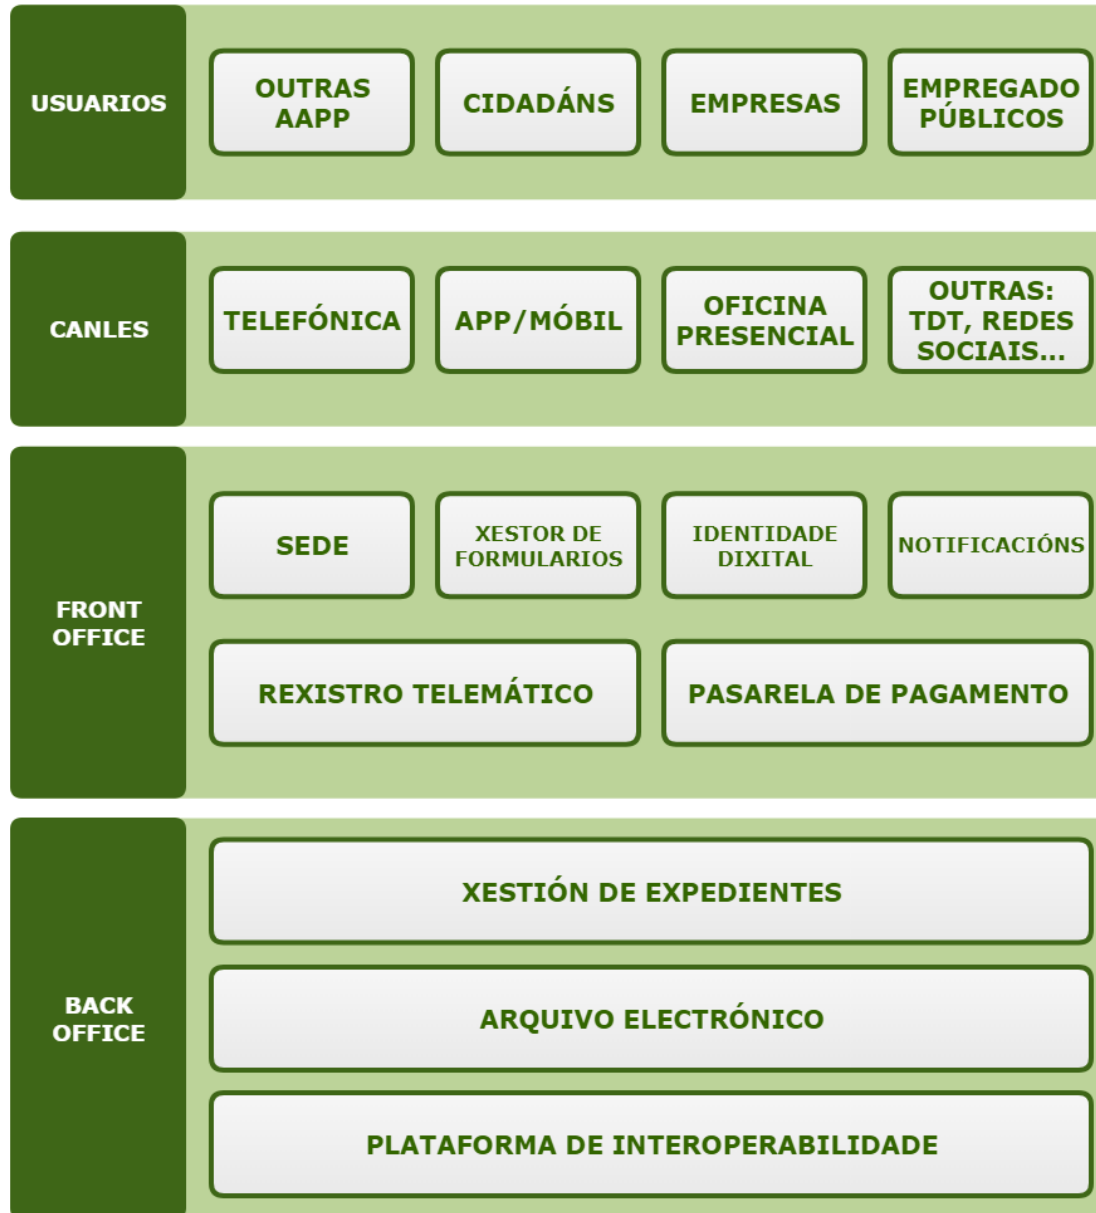 USUARIOS
OUTRAS
AAPP
CIDADÁNS
EMPRESAS
EMPREGADO
PÚBLICOS
CANLES
TELEFÓNICA
APP/MÓBIL
OFICINA
PRESENCIAL
OUTRAS:
TDT, REDES
SOCIAIS...
FRONT
OFFICE
SEDE
XESTOR DE
FORMULARIOS
IDENTIDADE
DIXITAL
NOTIFICACIÓNS
REXISTRO TELEMÁTICO
PASARELA DE PAGAMENTO
BACK
OFFICE
XESTIÓN DE EXPEDIENTES
ARQUIVO ELECTRÓNICO
PLATAFORMA DE INTEROPERABILIDADE